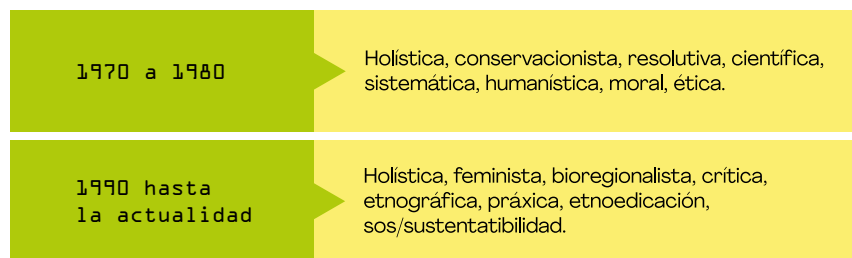 1970 a 1980
Holística, conservacionista, resolutiva, científica,
sistemática, humanística, moral, ética.
1990 hasta
la actualidad
Holística, feminista, bioregionalista, crítica,
etnográfica, práxica, etnoedicación,
sos/sustentatibilidad.